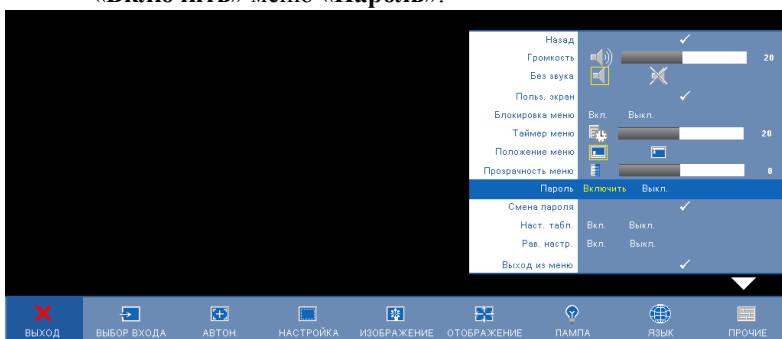 «Включить» меню «Пароль».
Назад
Громкость 20
Без звука
Польз. экран
Блокировка меню Вкл. Выкл.
Таймер меню 20
Положение меню
Прозрачность меню 0
Пароль Включить Выкл.
Смена пароля
Наст. табл. Вкл. Выкл.
Рав. настр. Вкл. Выкл.
Выход из меню
ВЫХОД ВЫБОР ВХОДА АВТОН. НАСТРОЙКА ИЗОБРАЖЕНИЕ ОТОБРАЖЕНИЕ ЛАМПА ЯЗЫК ПРОЧИЕ